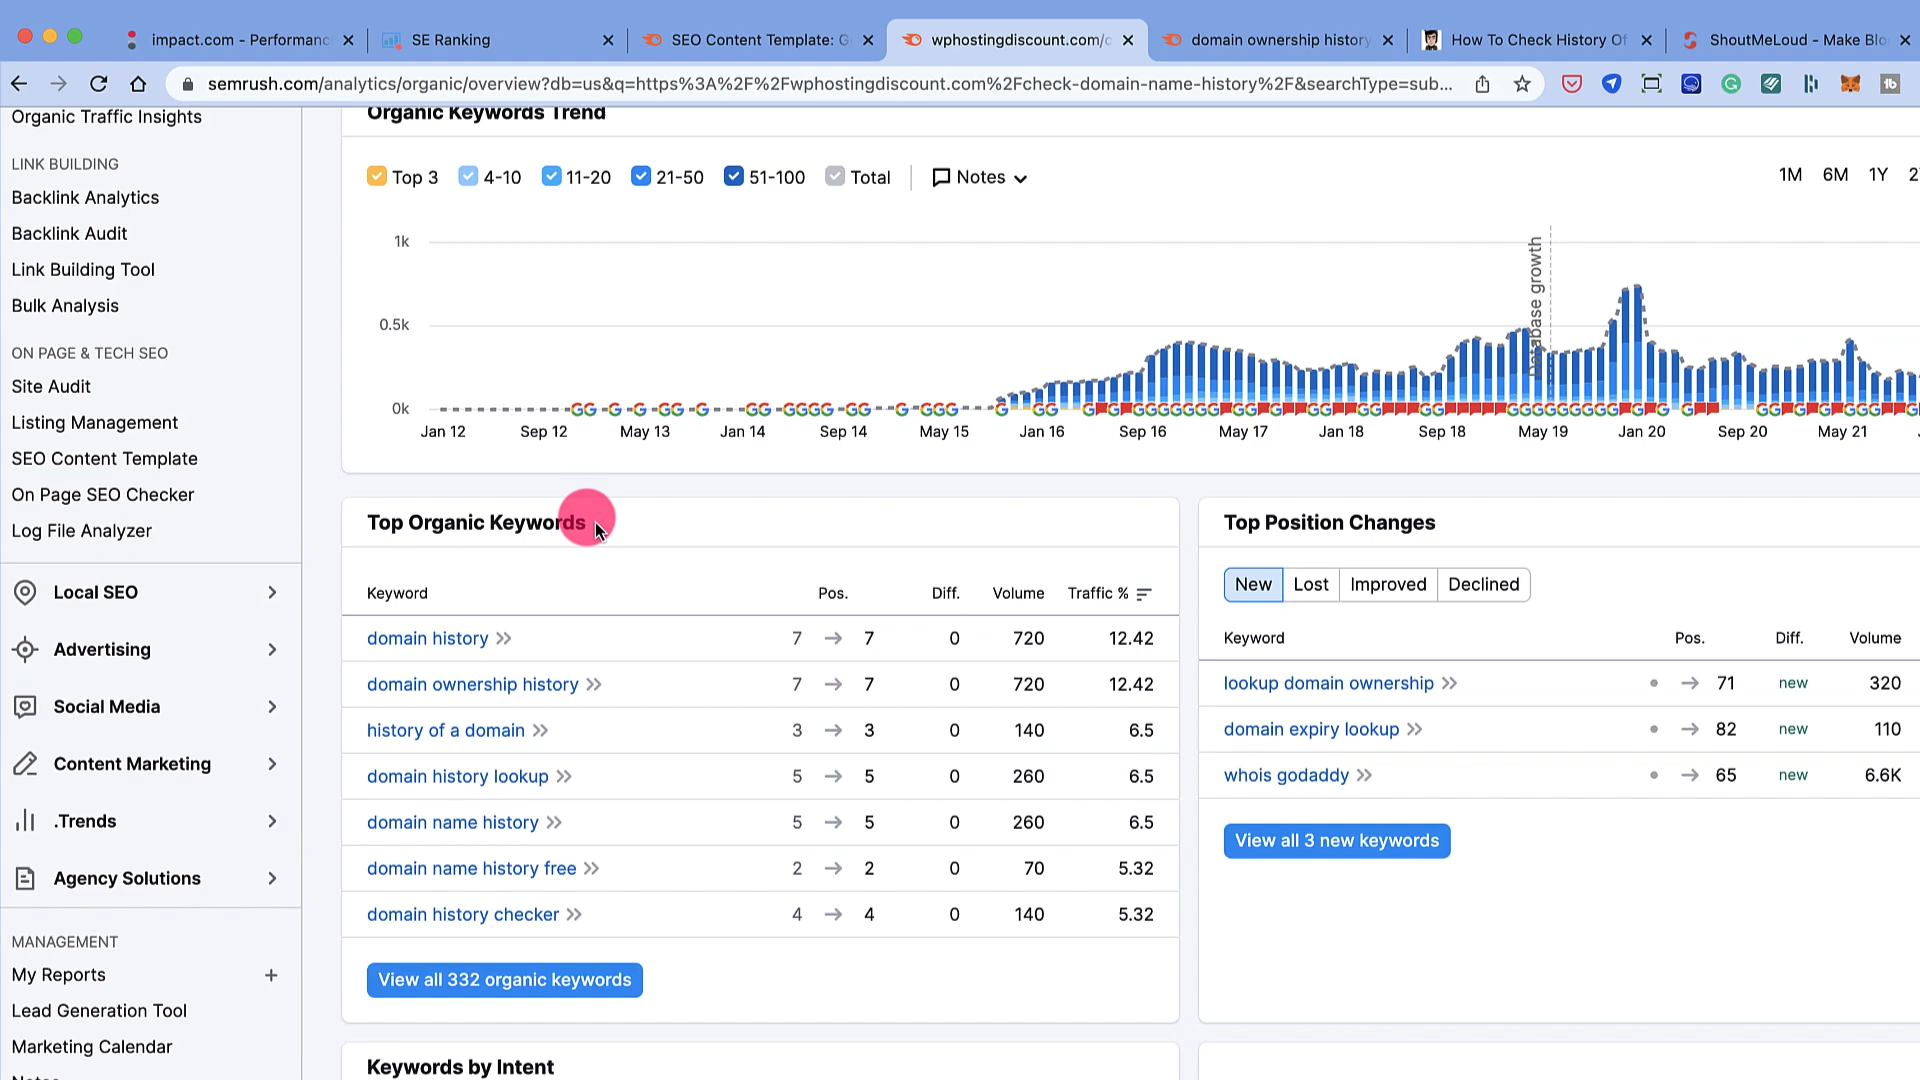 impact.com - Performanc
SE Ranking
SEO Content Template: G
wphostingdiscount.com/c
domain ownership history
How To Check History Of
ShoutMeLoud - Make Blo
semrush.com/analytics/organic/overview?db=us&q=https%3A%2F%2Fwphostingdiscount.com%2Fcheck-domain-name-history%2F&searchType=sub...
Organic Traffic Insights
LINK BUILDING
Backlink Analytics
Backlink Audit
Link Building Tool
Bulk Analysis
ON PAGE & TECH SEO
Site Audit
Listing Management
SEO Content Template
On Page SEO Checker
Log File Analyzer
Local SEO
Advertising
Social Media
Content Marketing
.Trends
Agency Solutions
MANAGEMENT
My Reports +
Lead Generation Tool
Marketing Calendar
Organic Keywords Trend
Top 3 4-10 11-20 21-50 51-100 Total Notes
1M 6M 1Y 2
1k
0.5k
0k
Database growth
Jan 12 Sep 12 May 13 Jan 14 Sep 14 May 15 Jan 16 Sep 16 May 17 Jan 18 Sep 18 May 19 Jan 20 Sep 20 May 21
Top Organic Keywords
Keyword Pos. Diff. Volume Traffic %
domain history 7 → 7 0 720 12.42
domain ownership history 7 → 7 0 720 12.42
history of a domain 3 → 3 0 140 6.5
domain history lookup 5 → 5 0 260 6.5
domain name history 5 → 5 0 260 6.5
domain name history free 2 → 2 0 70 5.32
domain history checker 4 → 4 0 140 5.32
View all 332 organic keywords
Top Position Changes
New Lost Improved Declined
Keyword Pos. Diff. Volume
lookup domain ownership • → 71 new 320
domain expiry lookup • → 82 new 110
whois godaddy • → 65 new 6.6K
View all 3 new keywords
Keywords by Intent